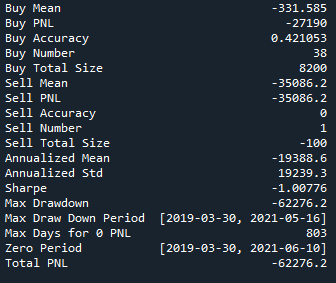 Buy Mean -331.585
Buy PNL -27190
Buy Accuracy 0.421053
Buy Number 38
Buy Total Size 8200
Sell Mean -35086.2
Sell PNL -35086.2
Sell Accuracy 0
Sell Number 1
Sell Total Size -100
Annualized Mean -19388.6
Annualized Std 19239.3
Sharpe -1.00776
Max Drawdown -62276.2
Max Draw Down Period [2019-03-30, 2021-05-16]
Max Days for 0 PNL 803
Zero Period [2019-03-30, 2021-06-10]
Total PNL -62276.2